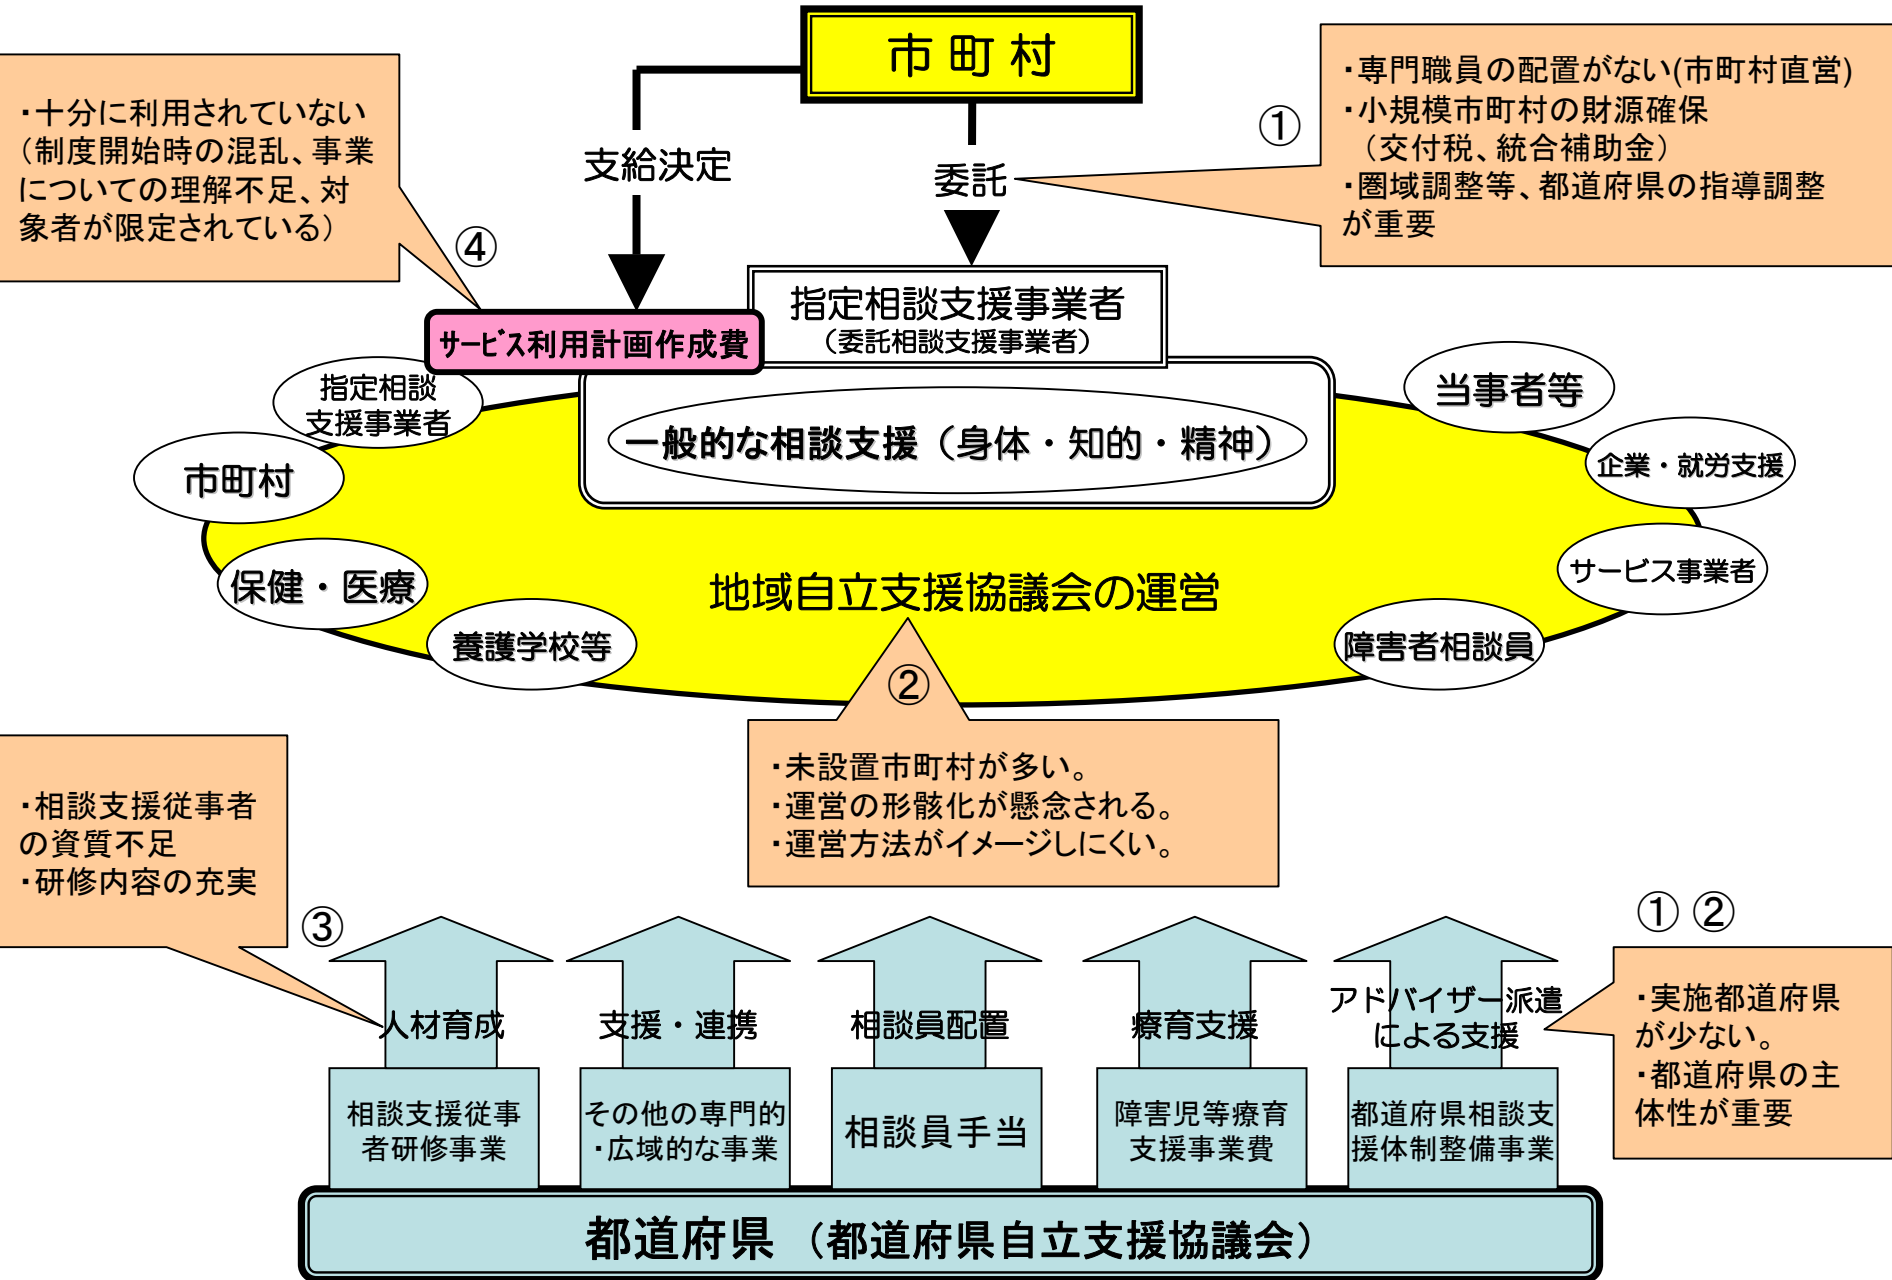 市町村
・十分に利用されていない
（制度開始時の混乱、事業
についての理解不足、対
象者が限定されている）
④
支給決定
委託
①
・専門職員の配置がない(市町村直営)
・小規模市町村の財源確保
（交付税、統合補助金）
・圏域調整等、都道府県の指導調整
が重要
サービス利用計画作成費
指定相談支援事業者
（委託相談支援事業者）
一般的な相談支援（身体・知的・精神）
指定相談
支援事業者
市町村
保健・医療
養護学校等
当事者等
企業・就労支援
サービス事業者
障害者相談員
地域自立支援協議会の運営
②
・未設置市町村が多い。
・運営の形骸化が懸念される。
・運営方法がイメージしにくい。
・相談支援従事者
の資質不足
・研修内容の充実
③
① ②
・実施都道府県
が少ない。
・都道府県の主
体性が重要
人材育成
支援・連携
相談員配置
療育支援
アドバイザー派遣
による支援
相談支援従事
者研修事業
その他の専門的
・広域的な事業
相談員手当
障害児等療育
支援事業費
都道府県相談支
援体制整備事業
都道府県（都道府県自立支援協議会）